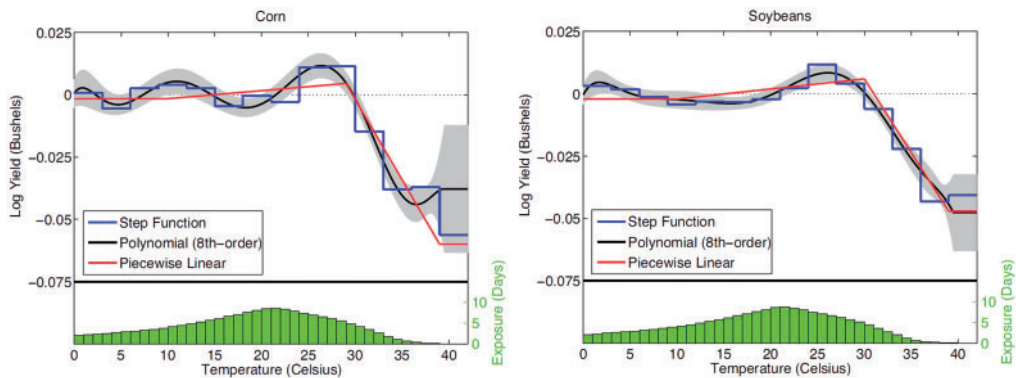 Corn
0.025
0
−0.025
−0.05
−0.075
Log Yield (Bushels)
Step Function
Polynomial (8th−order)
Piecewise Linear
10
5
0
Exposure (Days)
0 5 10 15 20 25 30 35 40
Temperature (Celsius)
Soybeans
0.025
0
−0.025
−0.05
−0.075
Log Yield (Bushels)
Step Function
Polynomial (8th−order)
Piecewise Linear
10
5
0
Exposure (Days)
0 5 10 15 20 25 30 35 40
Temperature (Celsius)